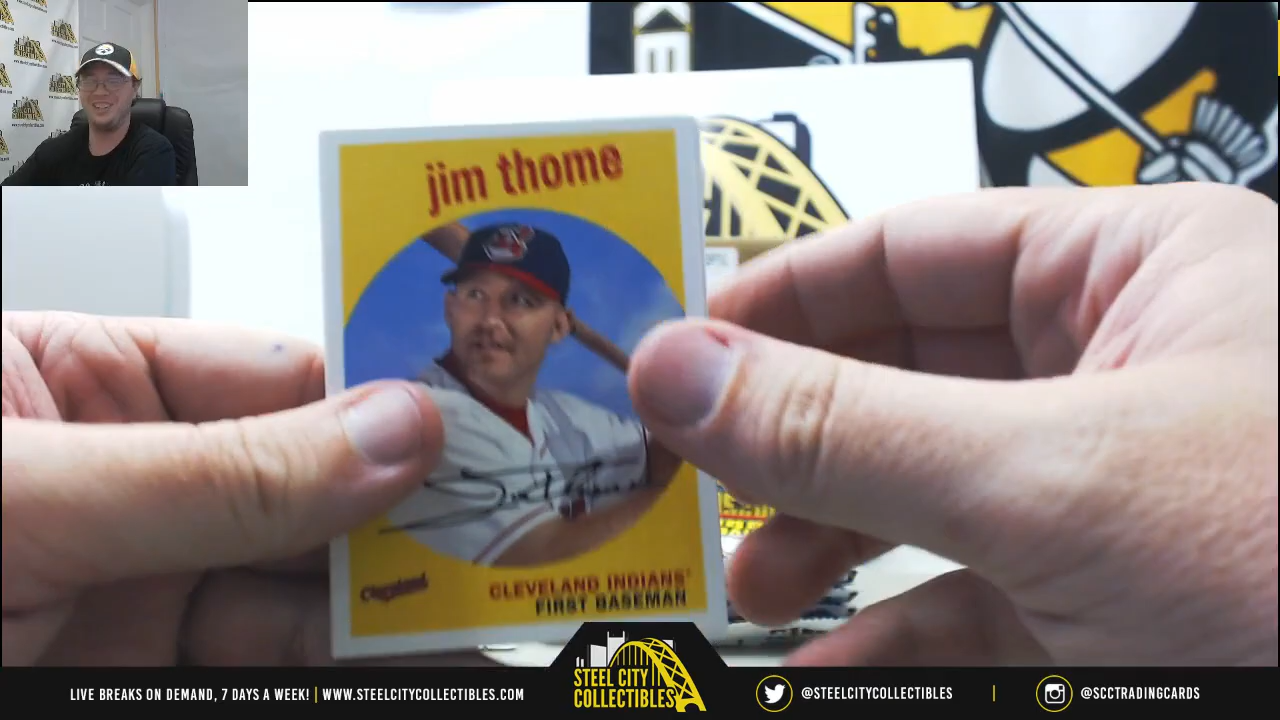 jim thome
CLEVELAND INDIANS
FIRST BASEMAN
STEEL CITY
COLLECTIBLES
LIVE BREAKS ON DEMAND, 7 DAYS A WEEK! | WWW.STEELCITYCOLLECTIBLES.COM
@STEELCITYCOLLECTIBLES | @SCCTRADINGCARDS